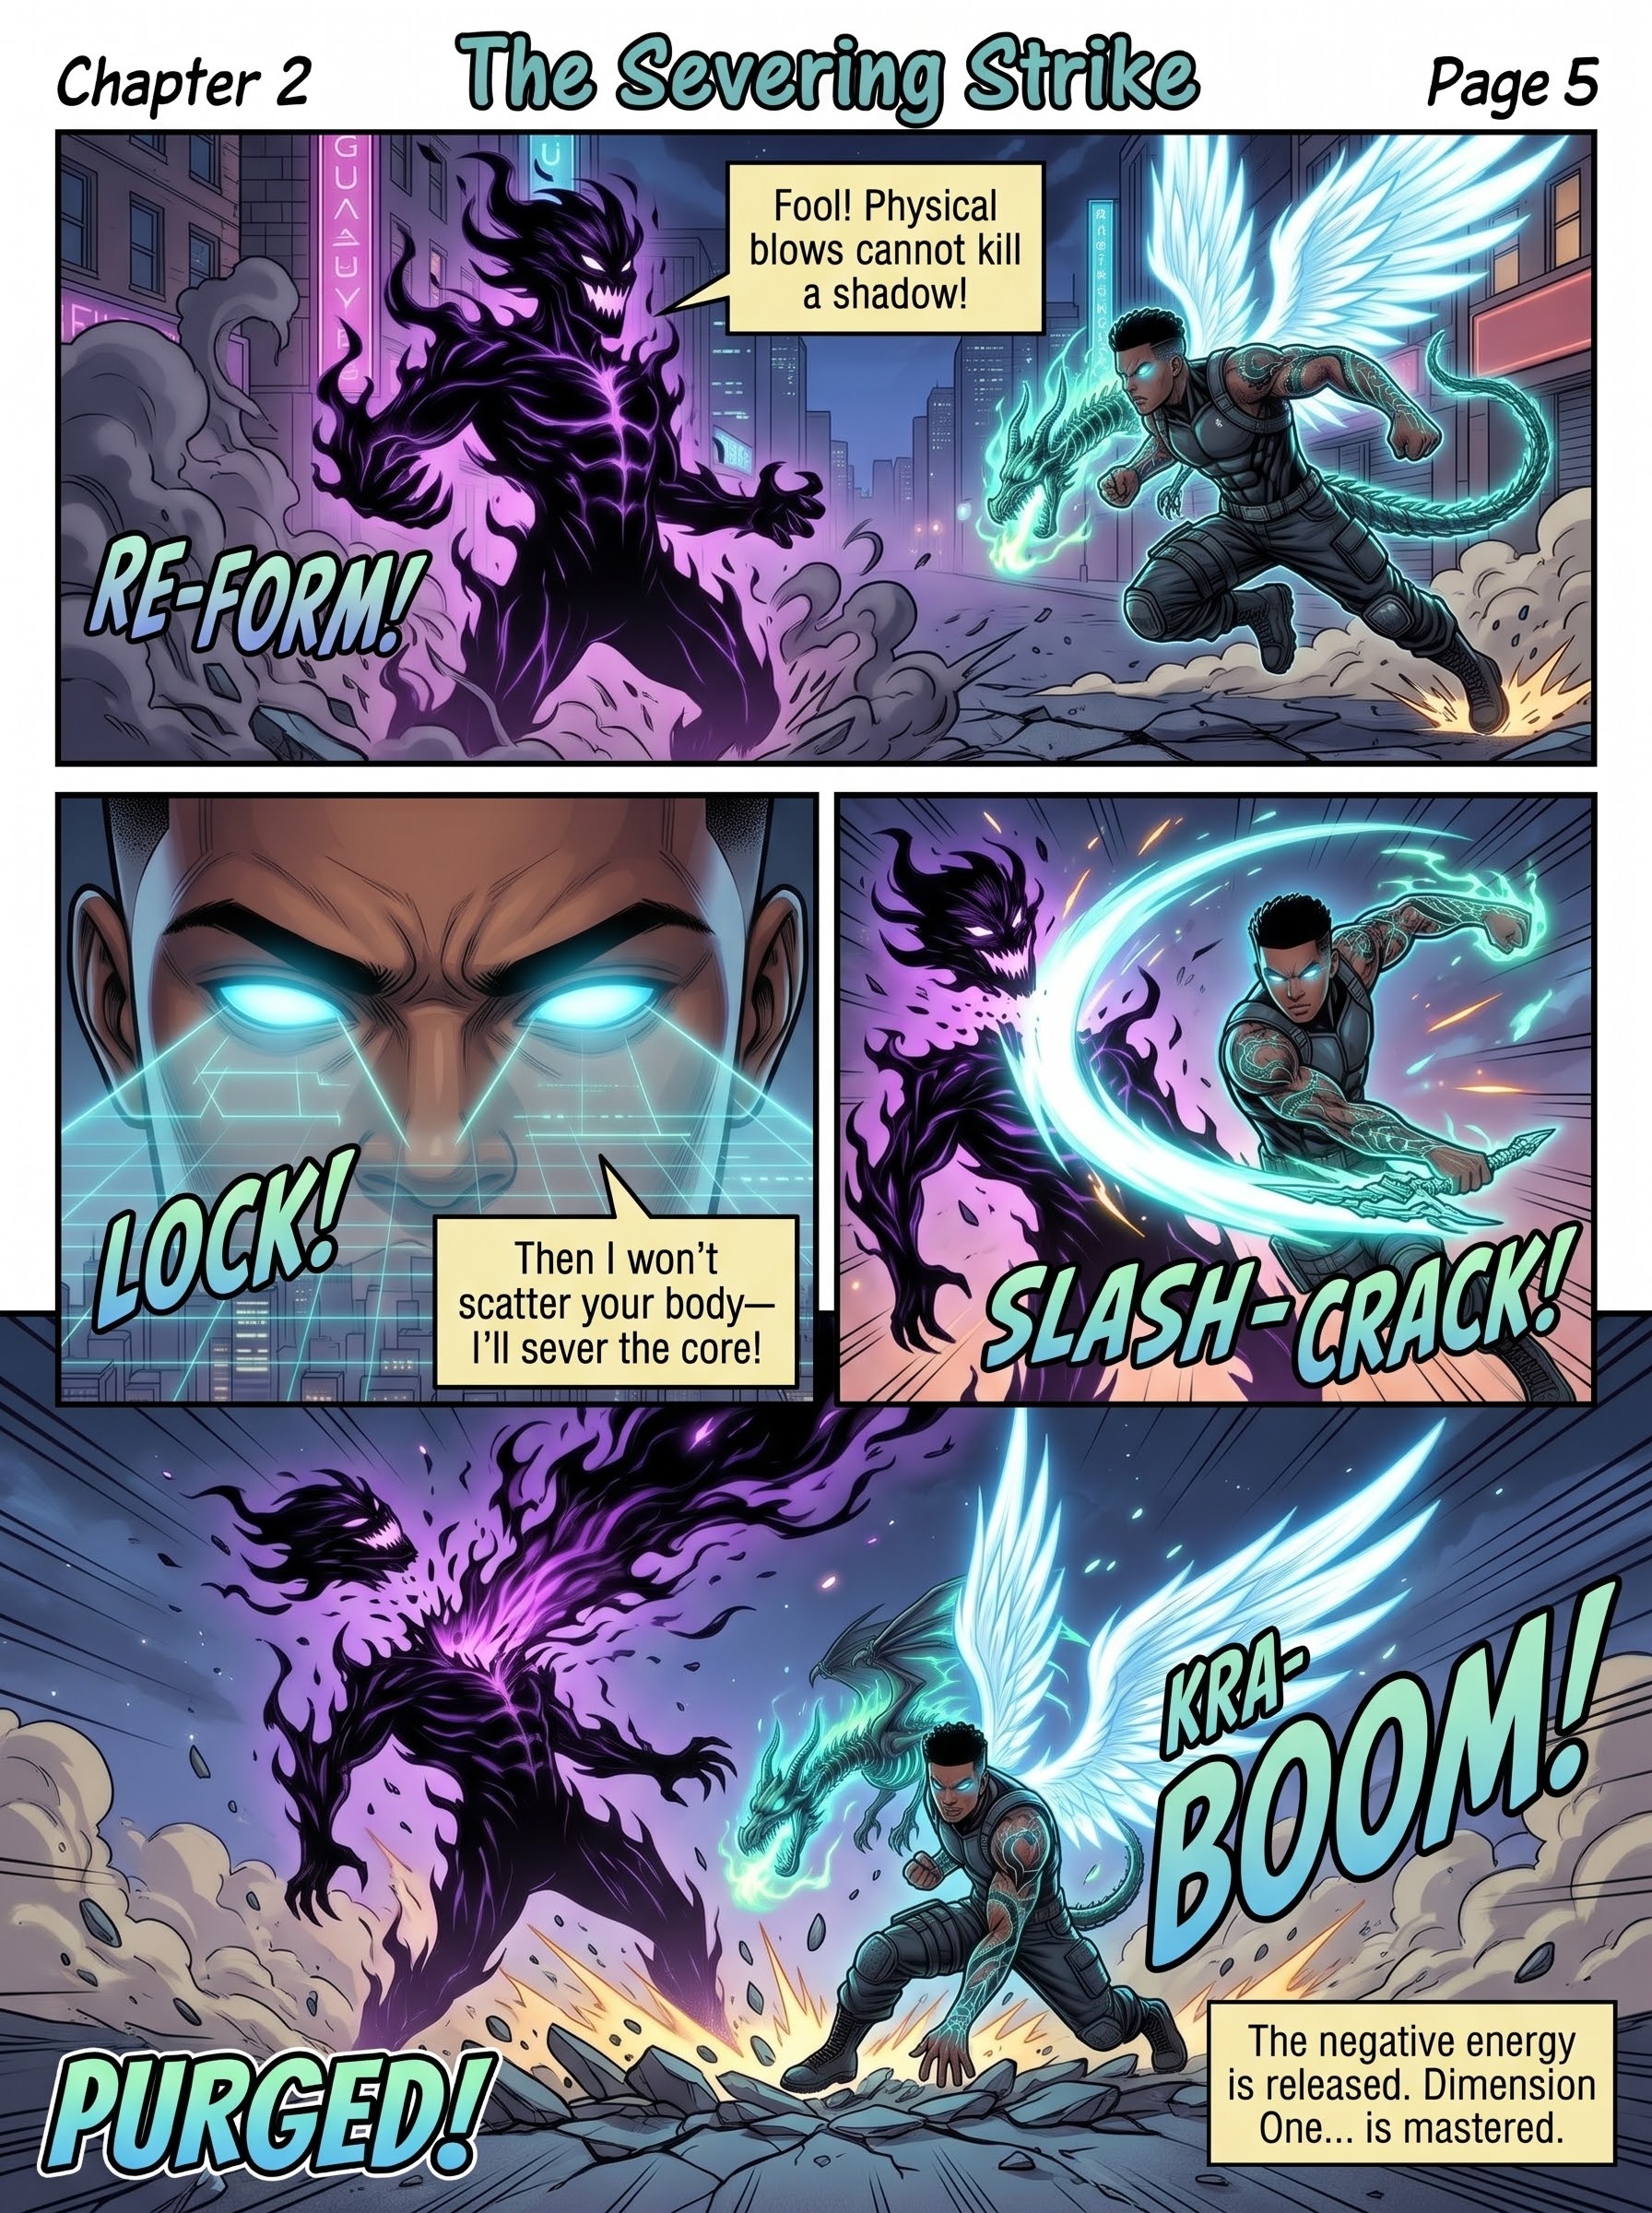 Chapter 2
The Severing Strike
Page 5
Fool! Physical
blows cannot kill
a shadow!
RE-FORM!
LOCK!
Then I won't
scatter your body—
I'll sever the core!
SLASH-CRACK!
KRA-
BOOM!
PURGED!
The negative energy
is released. Dimension
One... is mastered.